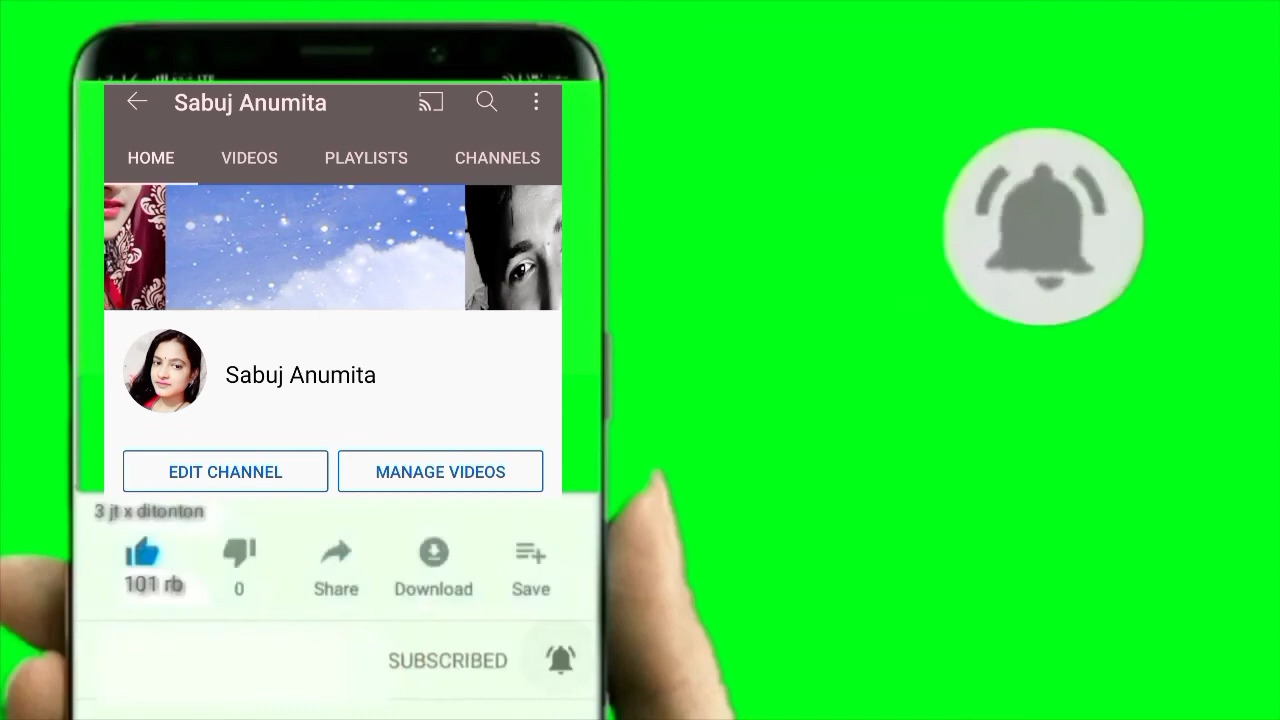 Sabuj Anumita
HOME VIDEOS PLAYLISTS CHANNELS
Sabuj Anumita
EDIT CHANNEL MANAGE VIDEOS
3 jt x ditonton
101 rb 0 Share Download Save
SUBSCRIBED